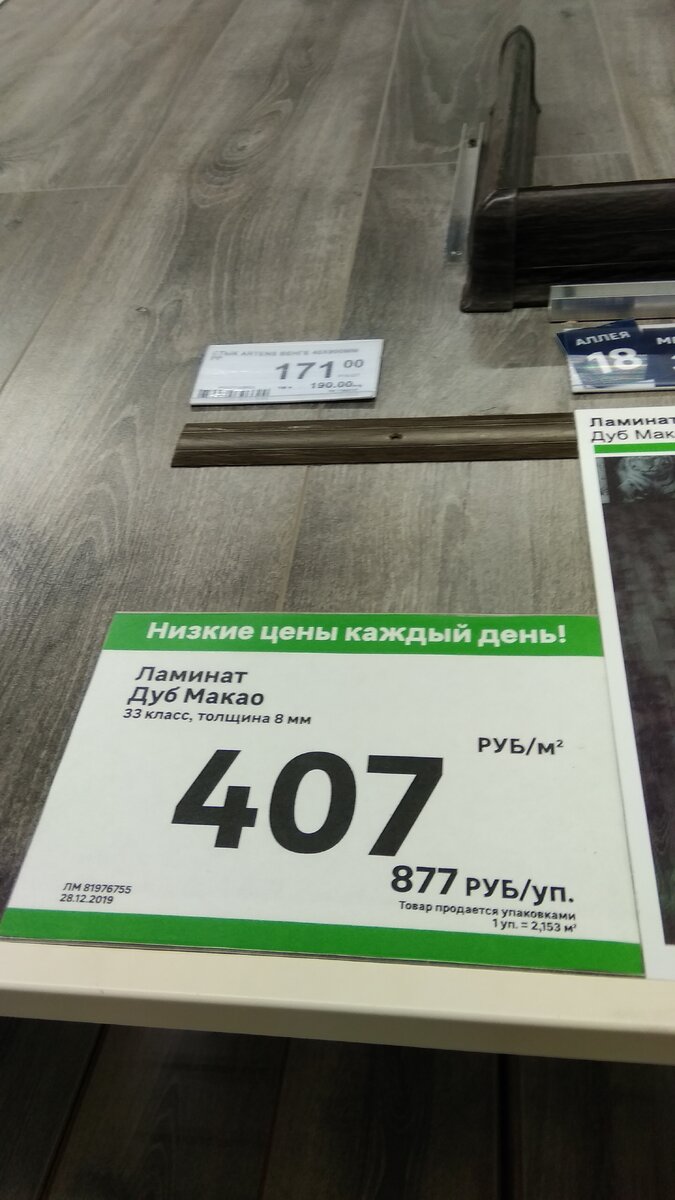 ВЕНГЕ
171 00
190.00
АЛЛЕЯ
18
Ламинат
Дуб Мак
Низкие цены каждый день!
Ламинат
Дуб Макао
33 класс, толщина 8 мм
РУБ/м²
407
877 РУБ/уп.
ЛМ 81976755
28.12.2019
Товар продается упаковками
1 уп. = 2,153 м²